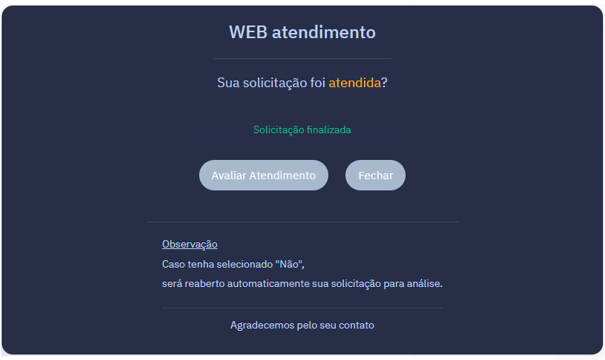 WEB atendimento
Sua solicitação foi atendida?
Solicitação finalizada
Avaliar Atendimento
Fechar
Observação
Caso tenha selecionado "Não",
será reaberto automaticamente sua solicitação para análise.
Agradecemos pelo seu contato